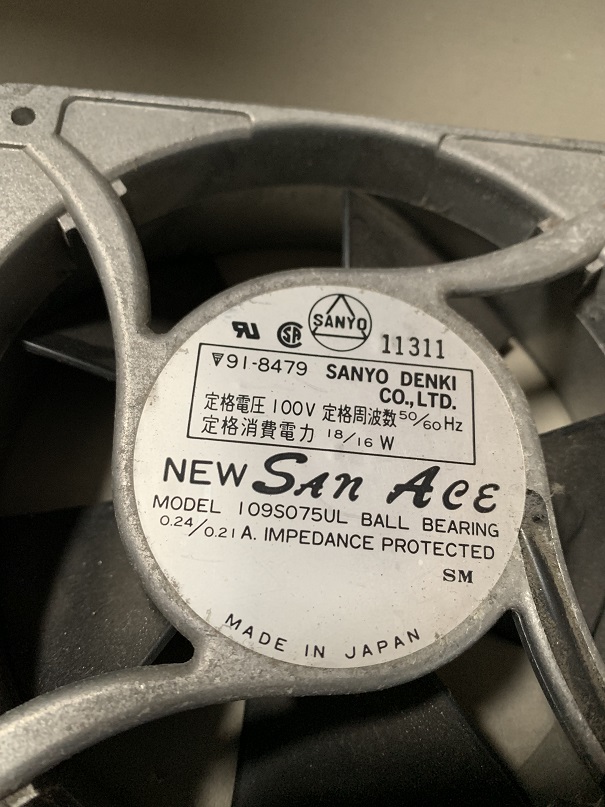 SANYO
11311
▽91-8479 SANYO DENKI
CO.,LTD.
定格電圧 100V 定格周波数 50/60 Hz
定格消費電力 18/16 W
NEW SAN ACE
MODEL 109S075UL BALL BEARING
0.24/0.21 A. IMPEDANCE PROTECTED
SM
MADE IN JAPAN